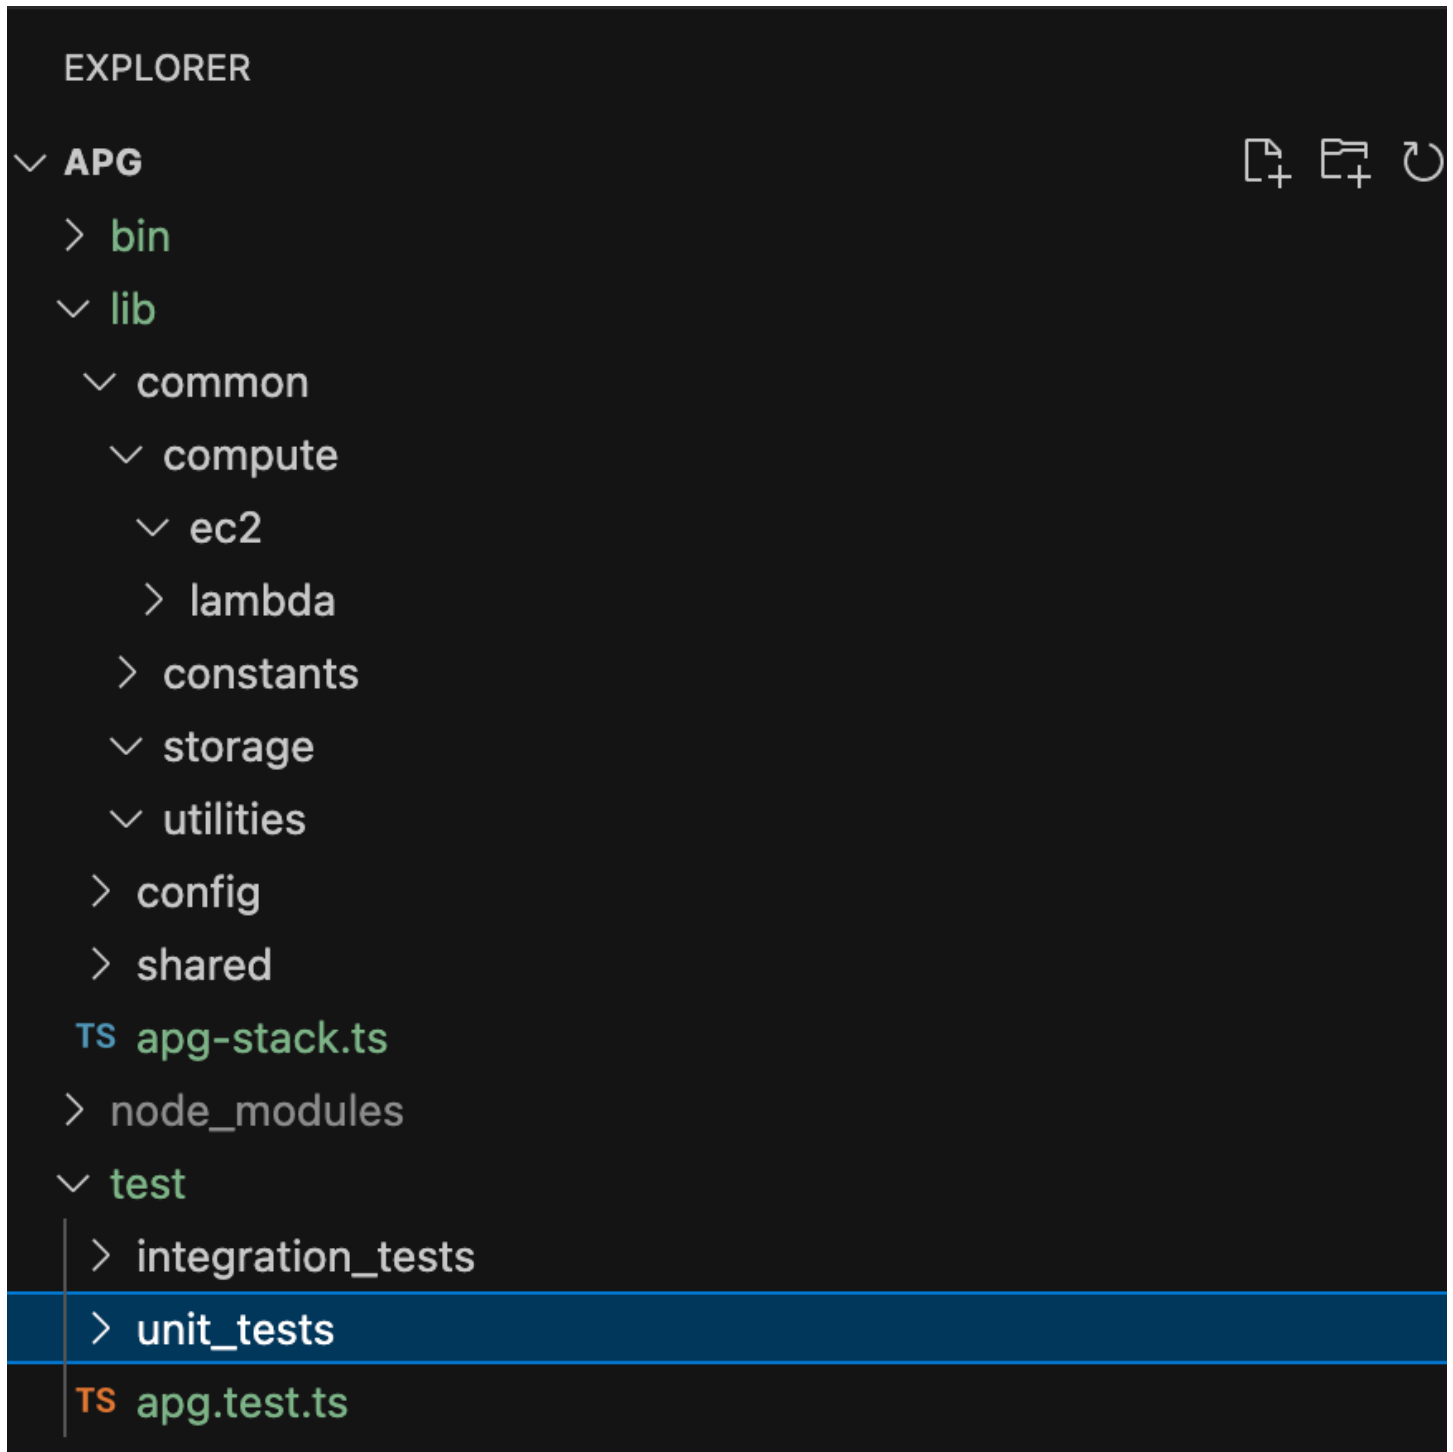 EXPLORER
APG
bin
lib
common
compute
ec2
lambda
constants
storage
utilities
config
shared
TS apg-stack.ts
node_modules
test
integration_tests
unit_tests
TS apg.test.ts